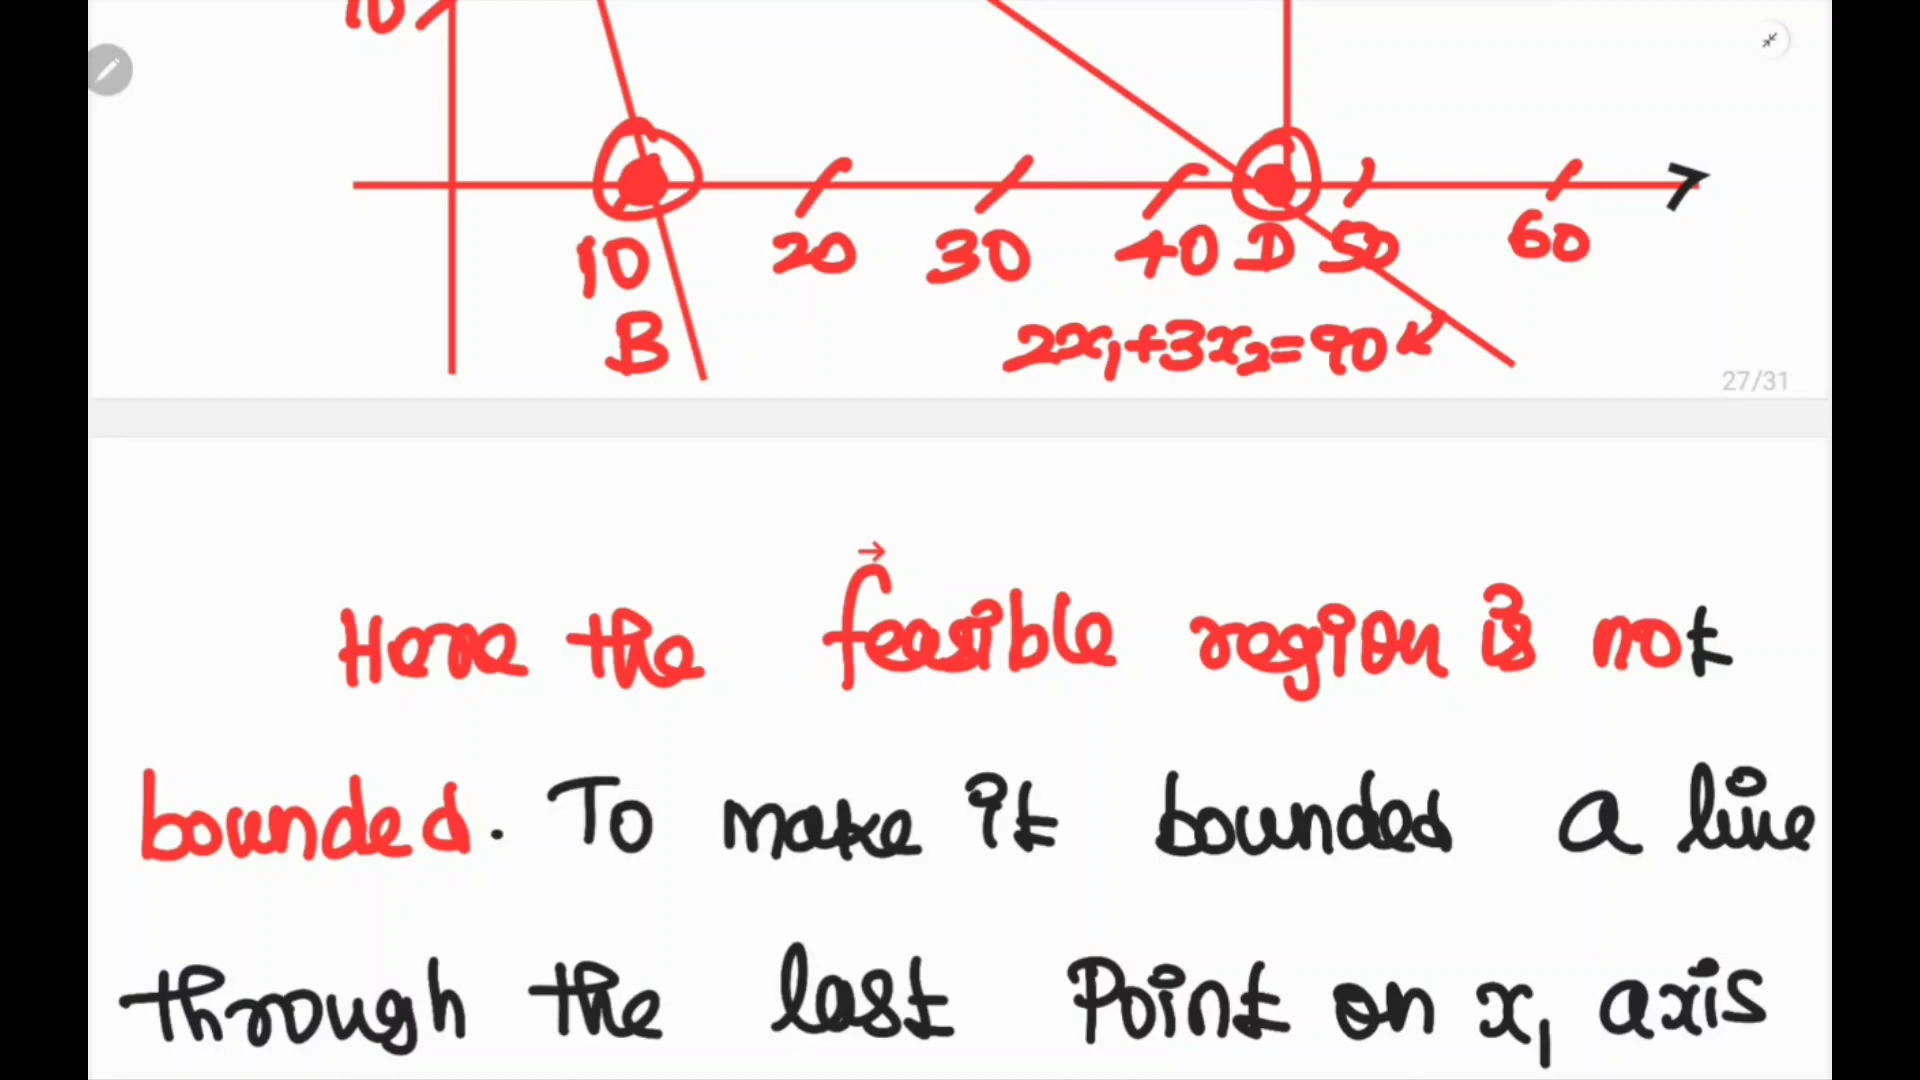 10
10 20 30 40 D 50 60
B 2x₁+3x₂=90
27/31
Here the feasible region is not
bounded. To make it bounded a line
through the last Point on x₁ axis